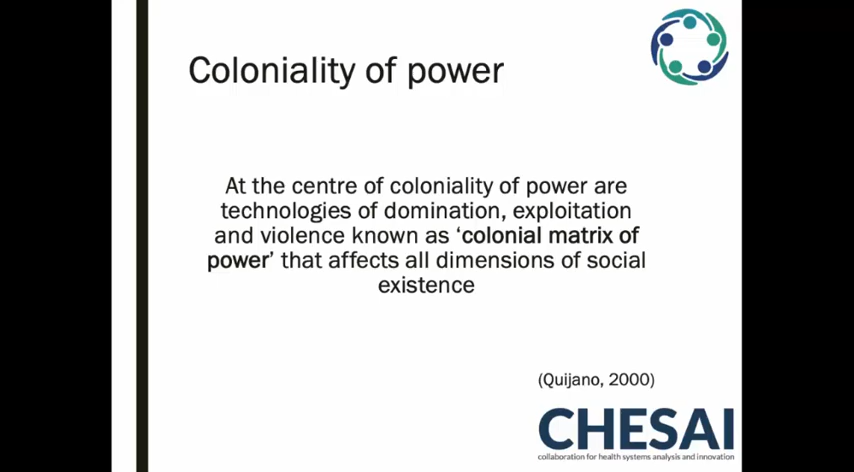 Coloniality of power
At the centre of coloniality of power are
technologies of domination, exploitation
and violence known as ‘colonial matrix of
power’ that affects all dimensions of social
existence
(Quijano, 2000)
CHESAI
collaboration for health systems analysis and innovation